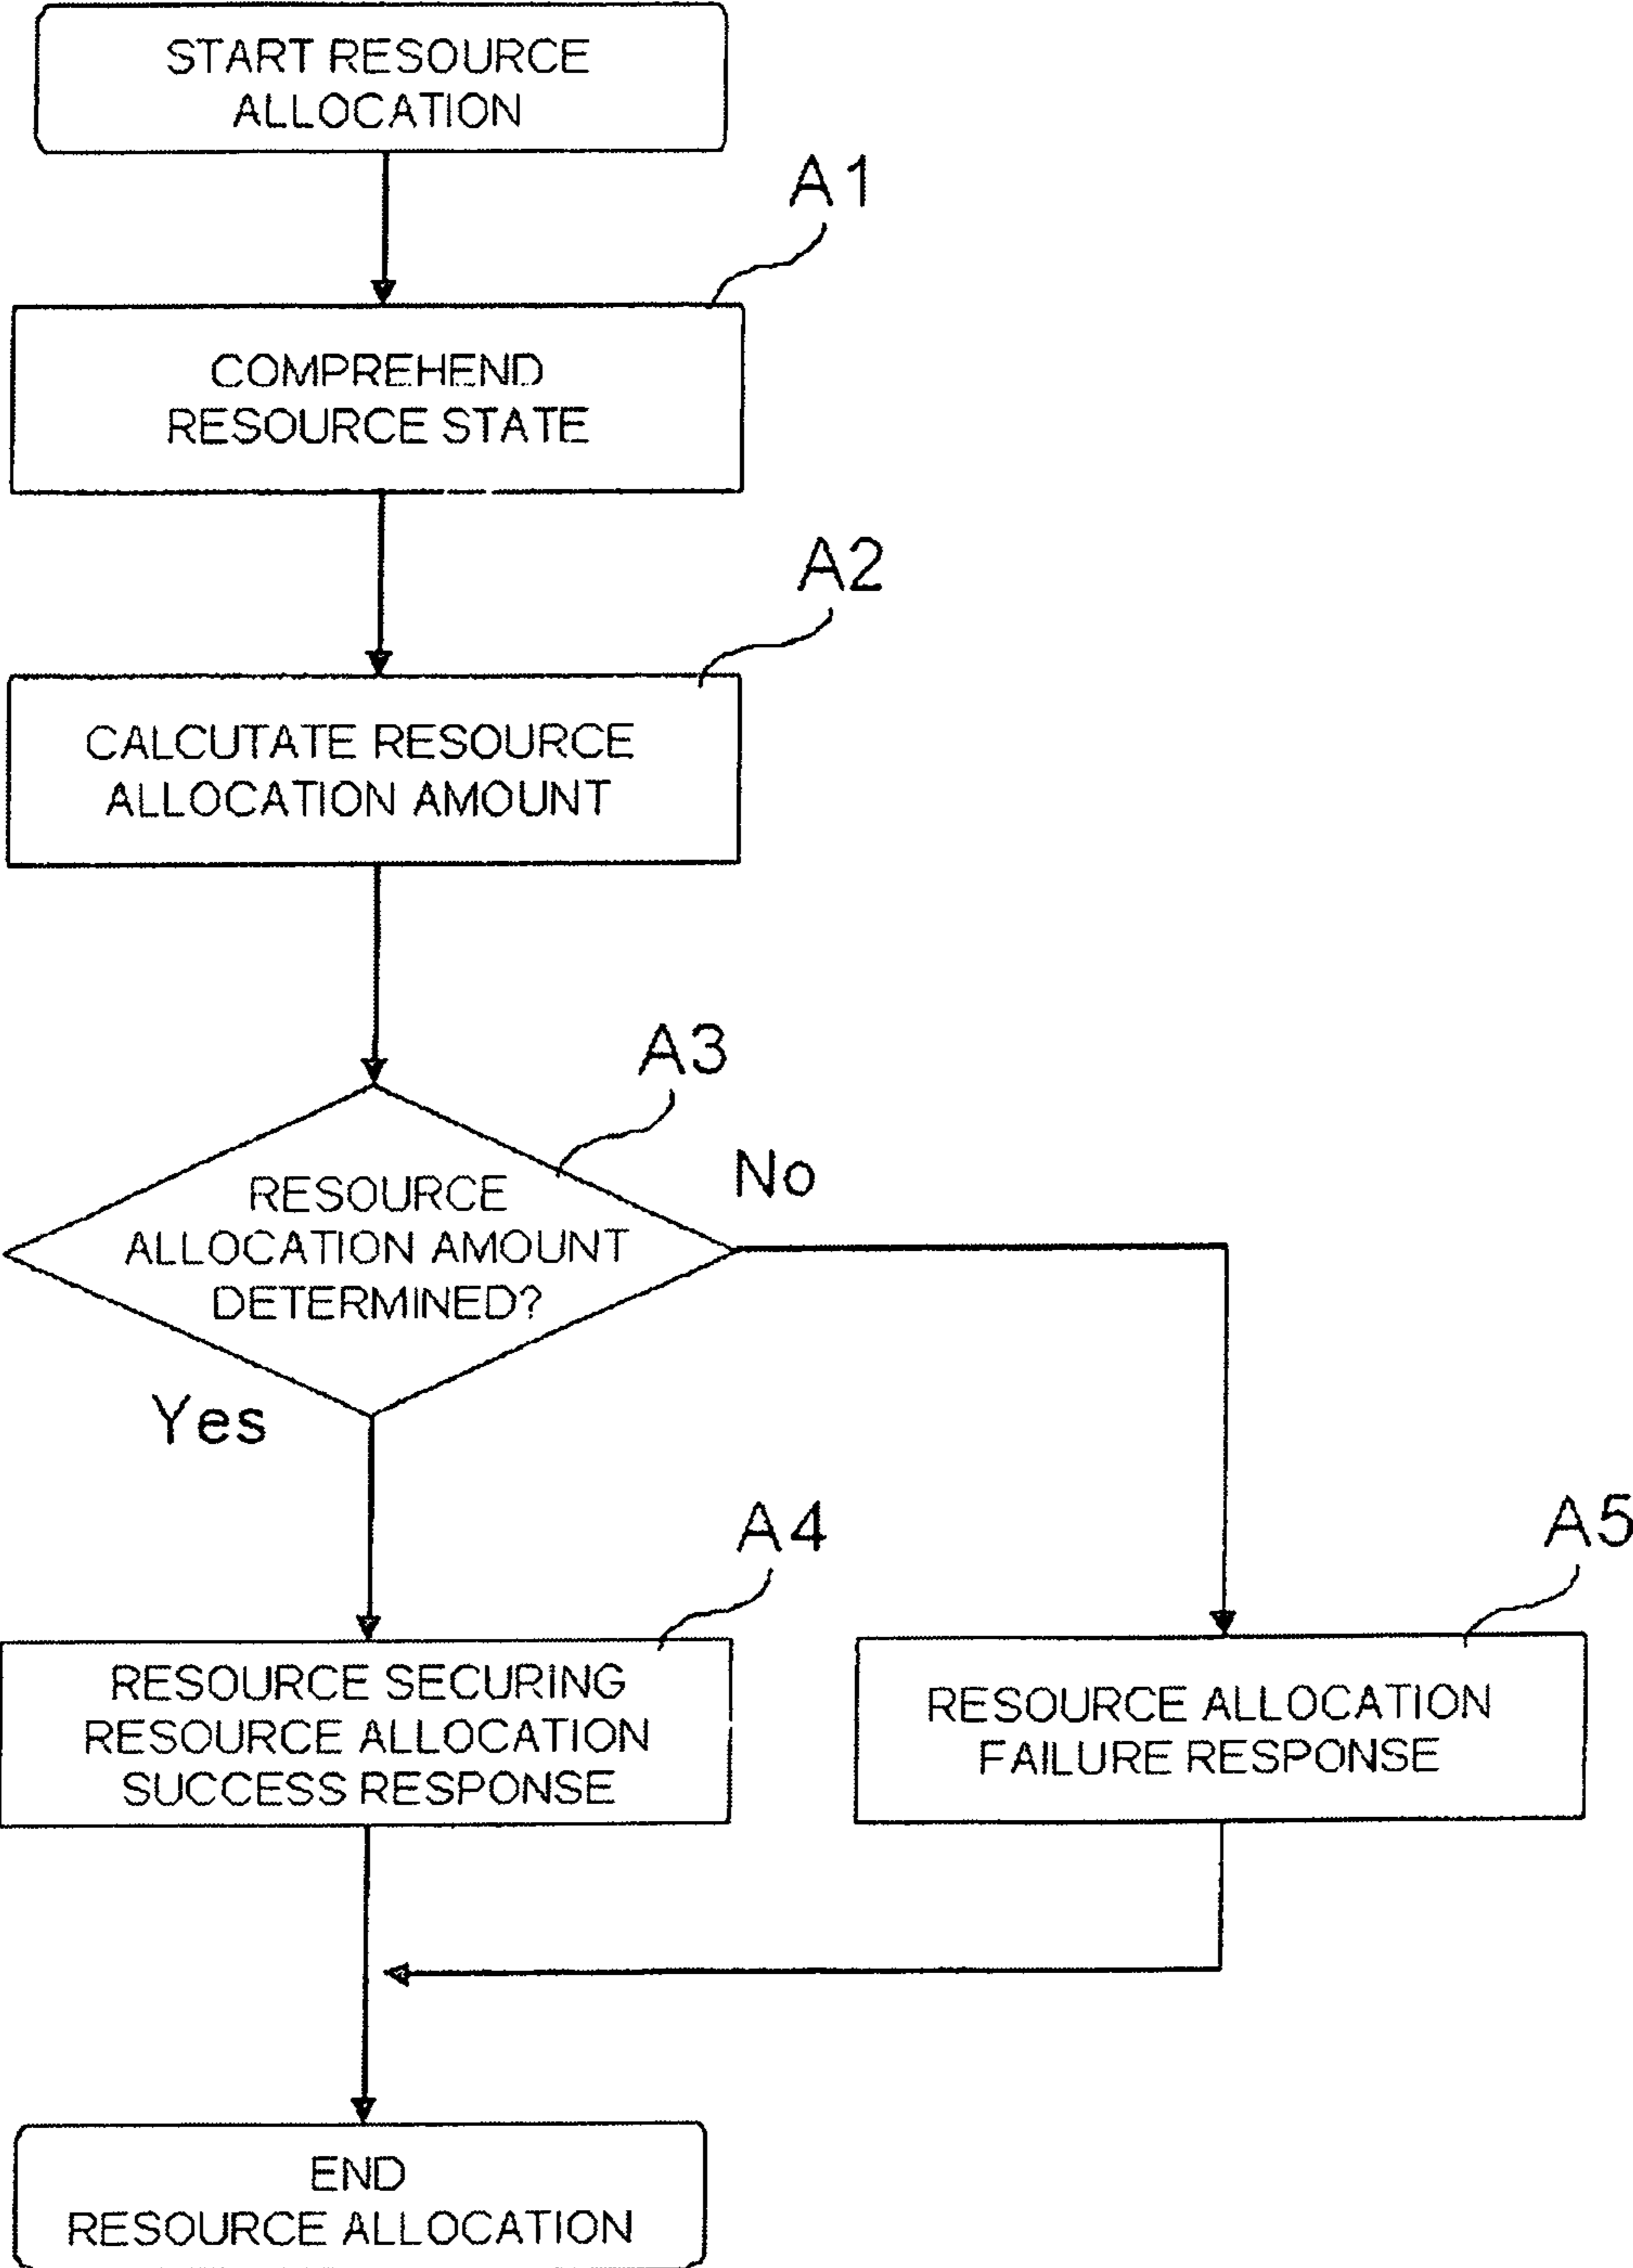 START RESOURCE
ALLOCATION
A1
COMPREHEND
RESOURCE STATE
A2
CALCUTATE RESOURCE
ALLOCATION AMOUNT
A3
RESOURCE
ALLOCATION AMOUNT
DETERMINED?
No
Yes
A4
RESOURCE SECURING
RESOURCE ALLOCATION
SUCCESS RESPONSE
A5
RESOURCE ALLOCATION
FAILURE RESPONSE
END
RESOURCE ALLOCATION